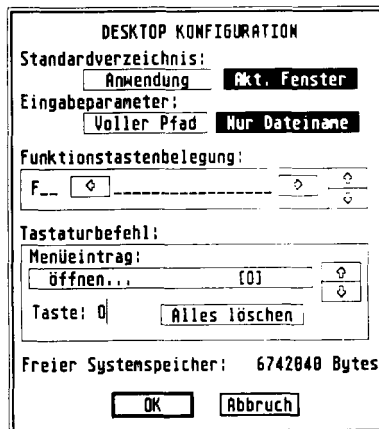 DESKTOP KONFIGURATION
Standardverzeichnis:
Anwendung Akt. Fenster
Eingabeparameter:
Voller Pfad Nur Dateiname
Funktionstastenbelegung:
F__ ___________________
Tastaturbefehl:
Menüeintrag:
öffnen... [O]
Taste: O
Alles löschen
Freier Systemspeicher: 6742040 Bytes
OK Abbruch